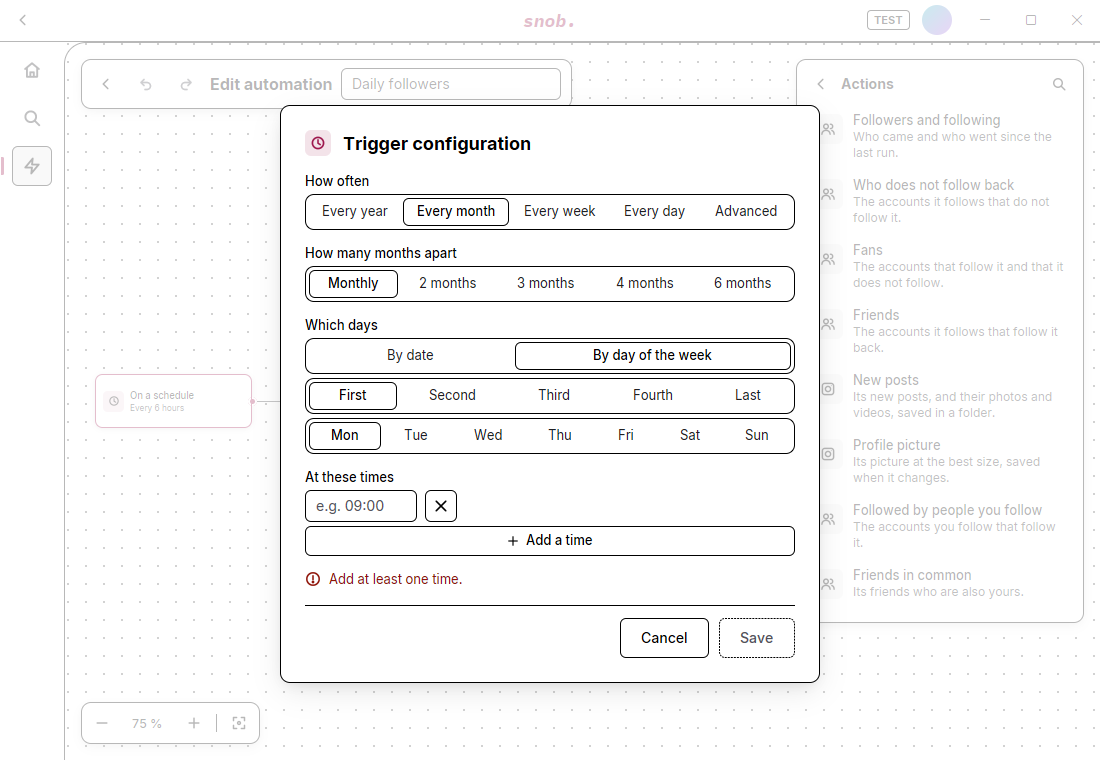 snob.
TEST
Edit automation
Daily followers
Actions
Followers and following
Who came and who went since the
last run.
Who does not follow back
The accounts it follows that do not
follow it.
Fans
The accounts that follow it and that it
does not follow.
Friends
The accounts it follows that follow it
back.
New posts
Its new posts, and their photos and
videos, saved in a folder.
Profile picture
Its picture at the best size, saved
when it changes.
Followed by people you follow
The accounts you follow that follow
it.
Friends in common
Its friends who are also yours.
On a schedule
Every 6 hours
Trigger configuration
How often
Every year Every month Every week Every day Advanced
How many months apart
Monthly 2 months 3 months 4 months 6 months
Which days
By date By day of the week
First Second Third Fourth Last
Mon Tue Wed Thu Fri Sat Sun
At these times
e.g. 09:00
Add a time
Add at least one time.
Cancel Save
75 %